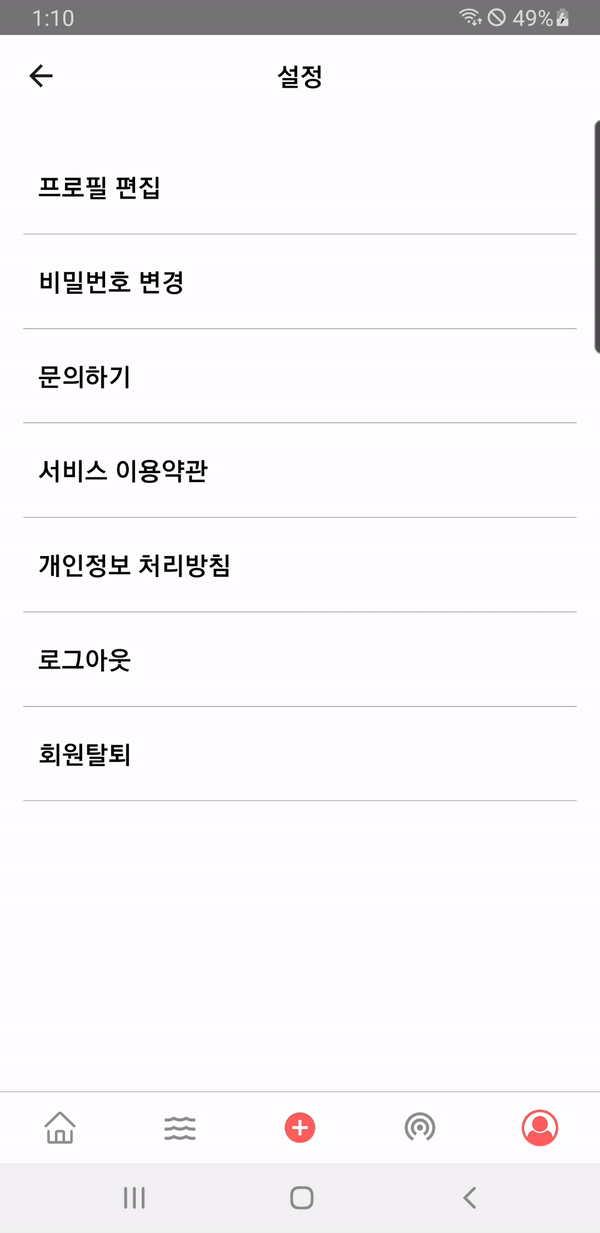 1:10
49%
설정
프로필 편집
비밀번호 변경
문의하기
서비스 이용약관
개인정보 처리방침
로그아웃
회원탈퇴